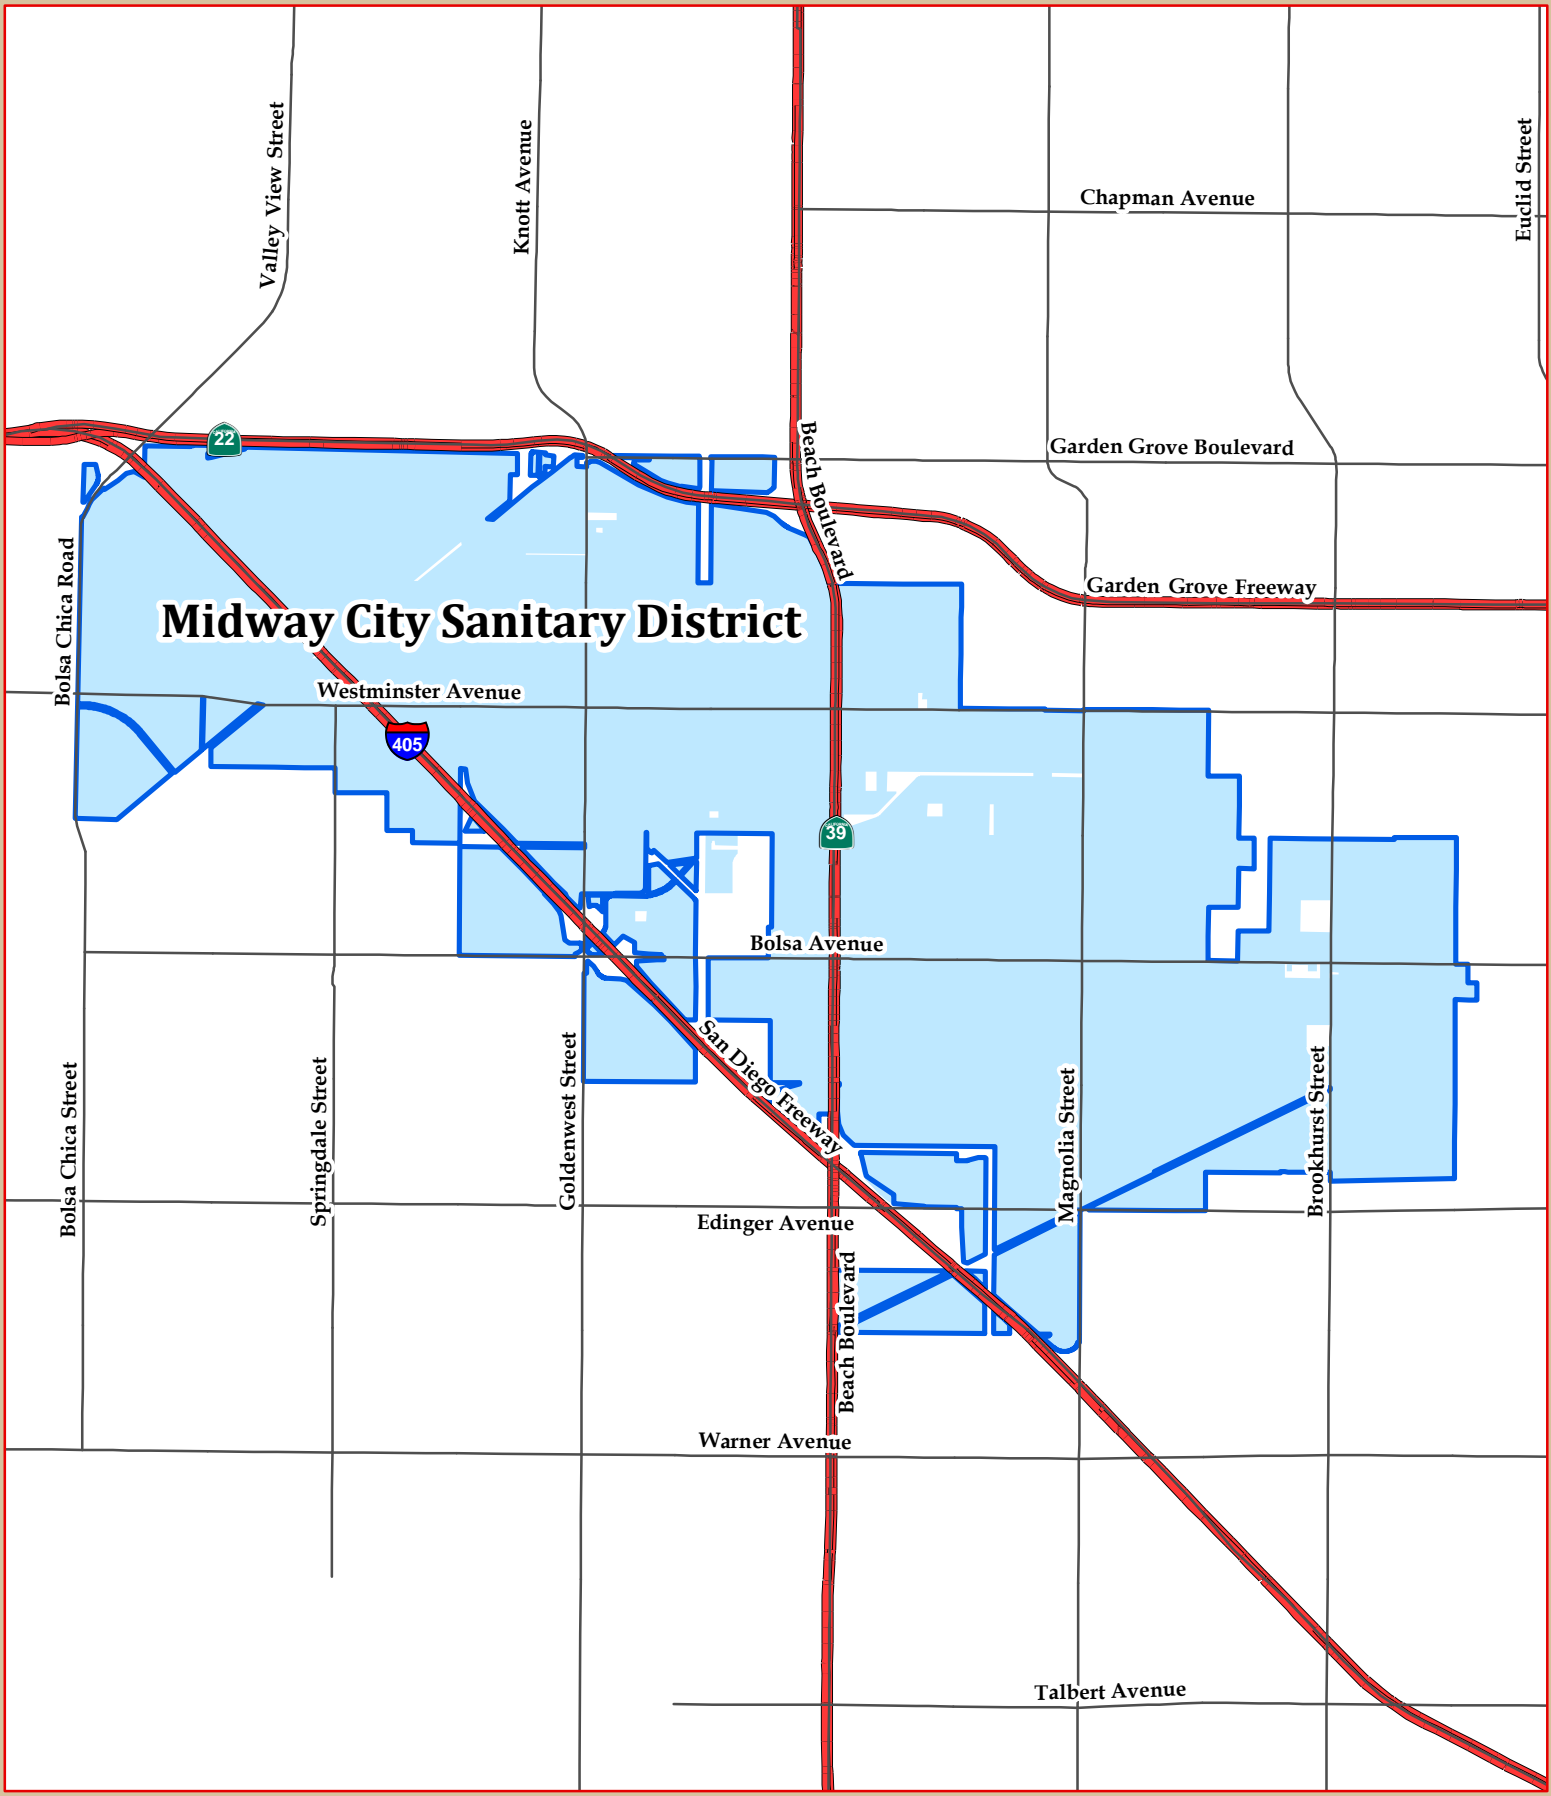 Valley View Street
Knott Avenue
Euclid Street
Chapman Avenue
22
Beach Boulevard
Garden Grove Boulevard
Garden Grove Freeway
Bolsa Chica Road
Midway City Sanitary District
Westminster Avenue
405
39
Bolsa Avenue
San Diego Freeway
Bolsa Chica Street
Springdale Street
Goldenwest Street
Magnolia Street
Brookhurst Street
Edinger Avenue
Beach Boulevard
Warner Avenue
Talbert Avenue